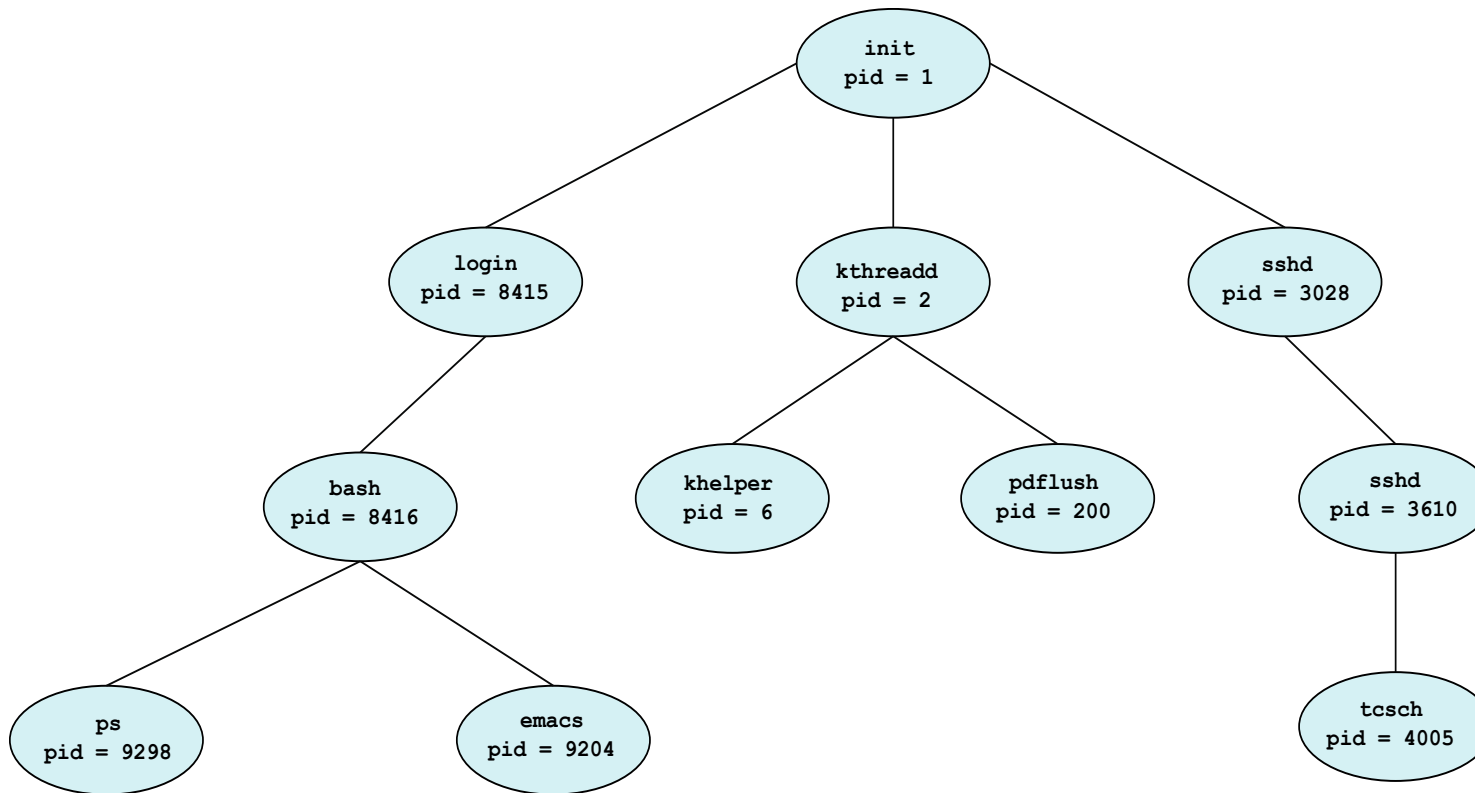 init
pid = 1
login
pid = 8415
kthreadd
pid = 2
sshd
pid = 3028
bash
pid = 8416
khelper
pid = 6
pdflush
pid = 200
sshd
pid = 3610
ps
pid = 9298
emacs
pid = 9204
tcsch
pid = 4005